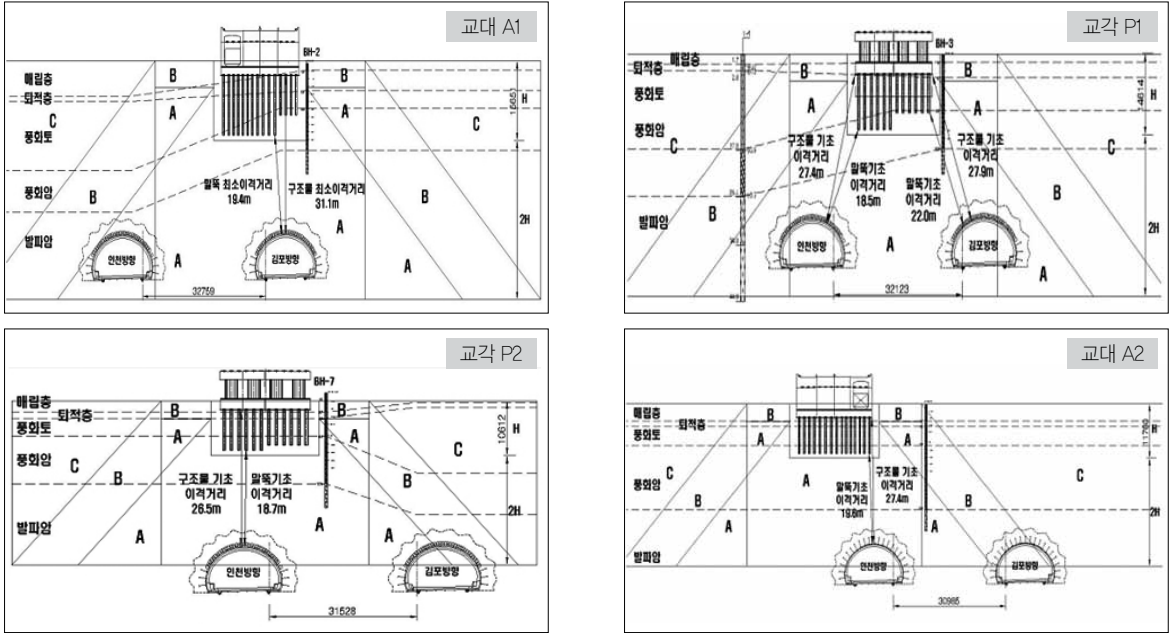 교대 A1
BH-2
매립층
퇴적층
C
풍화토
풍화암
발파암
B
A
B
A
C
H
2H
B
B
A
A
A
말뚝 최소이격거리
19.4m
구조물 최소이격거리
31.1m
인천방향
김포방향
32759
교각 P1
BH-3
매립층
퇴적층
풍화토
풍화암
C
발파암
B
A
B
A
C
H
14614
2H
B
B
A
A
구조물 기초
이격거리
27.4m
말뚝기초
이격거리
18.5m
말뚝기초
이격거리
22.0m
구조물 기초
이격거리
27.9m
인천방향
김포방향
32123
교각 P2
BH-7
매립층
퇴적층
풍화토
풍화암
발파암
C
B
A
B
A
B
A
C
B
A
A
H
10612
2H
구조물 기초
이격거리
26.5m
말뚝기초
이격거리
18.7m
인천방향
김포방향
31528
교대 A2
매립층
퇴적층
풍화토
풍화암
발파암
C
B
A
B
A
A
B
A
C
B
A
H
2H
말뚝기초
이격거리
19.6m
구조물 기초
이격거리
27.4m
인천방향
김포방향
30985